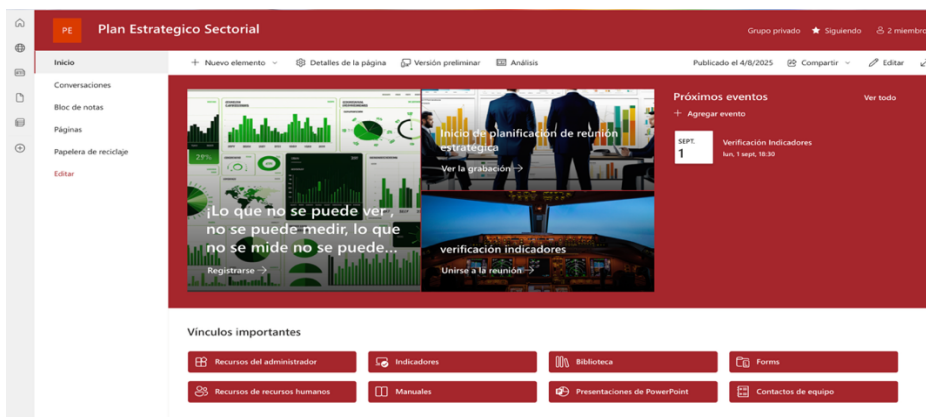 PE
Plan Estrategico Sectorial
Grupo privado
Siguiendo
2 miembro
Inicio
Conversaciones
Bloc de notas
Páginas
Papelera de reciclaje
Editar
Nuevo elemento
Detalles de la página
Versión preliminar
Análisis
Publicado el 4/8/2025
Compartir
Editar
29%
¡Lo que no se puede ver ,
no se puede medir, lo que
no se mide no se puede...
Registrarse
Inicio de planificación de reunión
estratégica
Ver la grabación
verificación indicadores
Unirse a la reunión
Próximos eventos
Ver todo
Agregar evento
SEPT.
1
Verificación Indicadores
lun, 1 sept, 18:30
Vínculos importantes
Recursos del administrador
Indicadores
Biblioteca
Forms
Recursos de recursos humanos
Manuales
Presentaciones de PowerPoint
Contactos de equipo